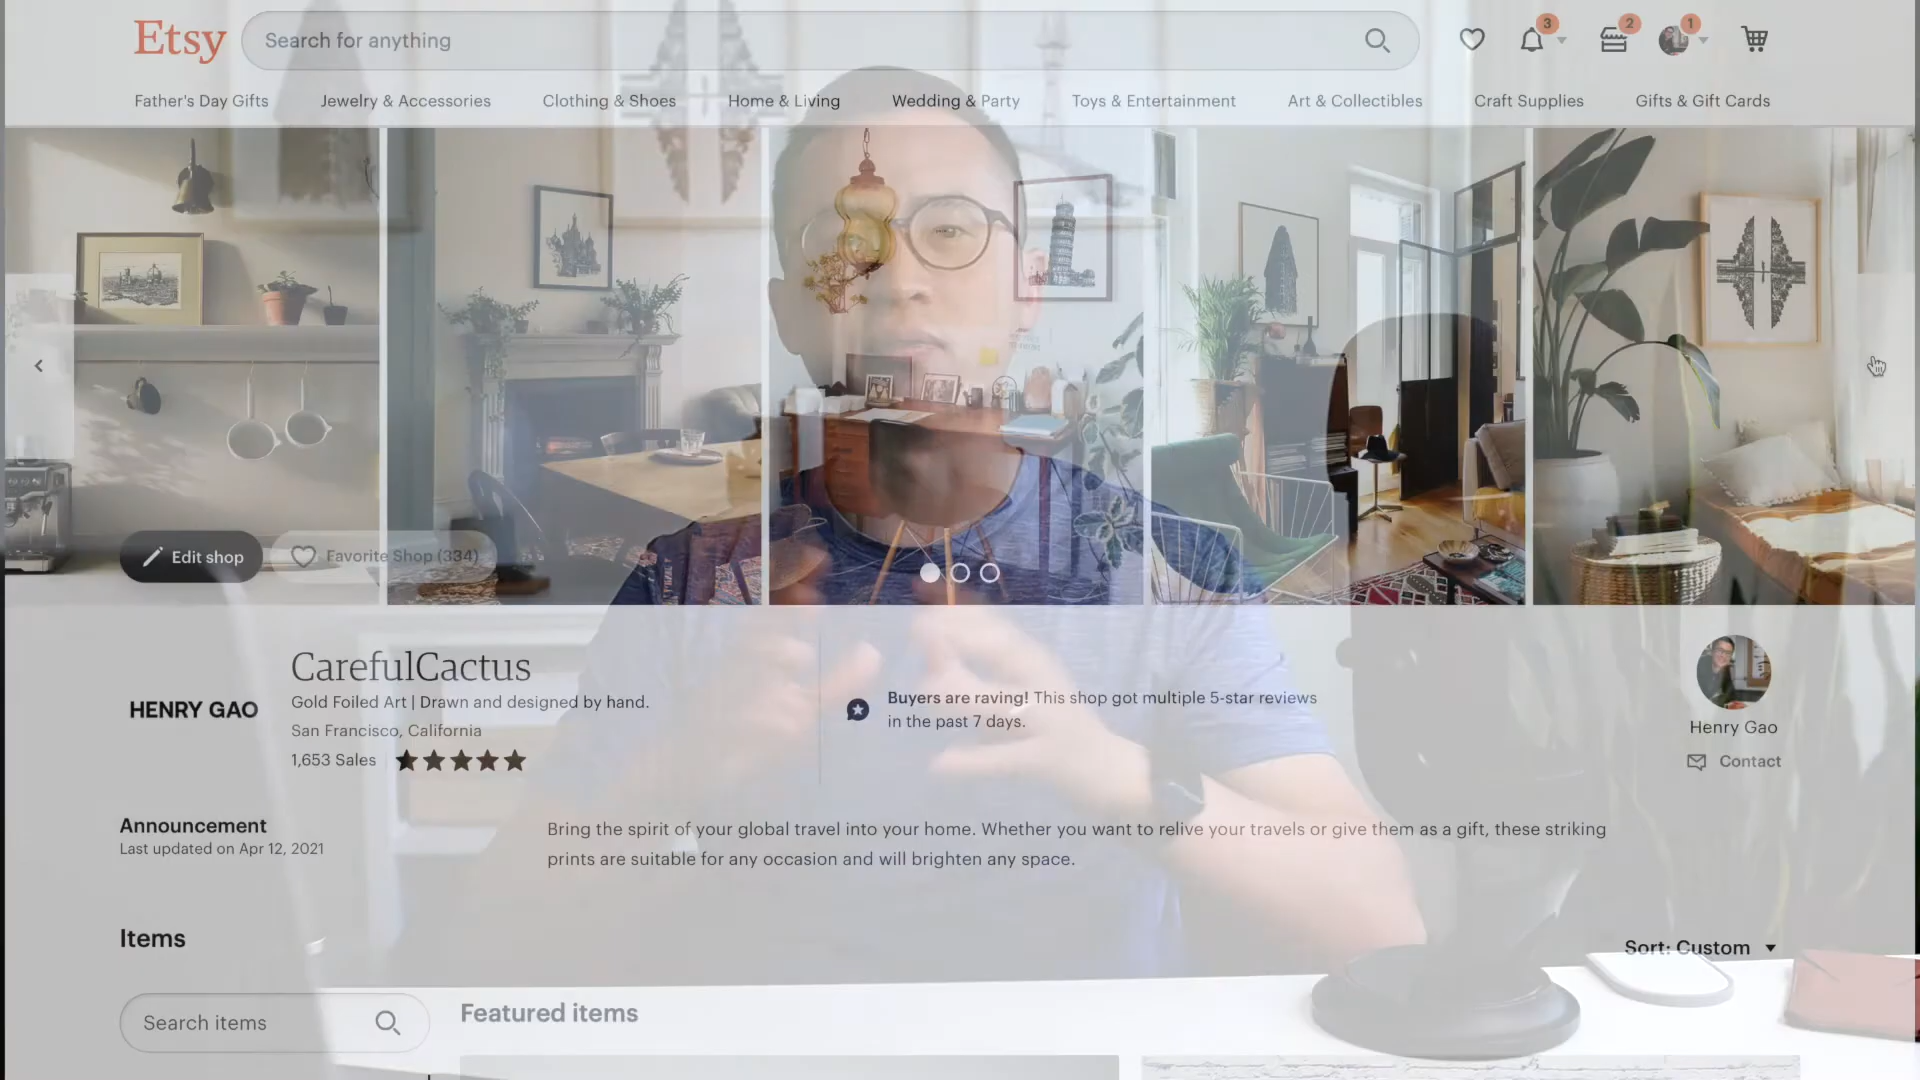 Etsy
Search for anything
3
2
1
Father's Day Gifts
Jewelry & Accessories
Clothing & Shoes
Home & Living
Wedding & Party
Toys & Entertainment
Art & Collectibles
Craft Supplies
Gifts & Gift Cards
Edit shop
Favorite Shop (334)
HENRY GAO
CarefulCactus
Gold Foiled Art | Drawn and designed by hand.
San Francisco, California
1,653 Sales
Buyers are raving! This shop got multiple 5-star reviews
in the past 7 days.
Henry Gao
Contact
Announcement
Last updated on Apr 12, 2021
Bring the spirit of your global travel into your home. Whether you want to relive your travels or give them as a gift, these striking
prints are suitable for any occasion and will brighten any space.
Items
Sort: Custom
Search items
Featured items